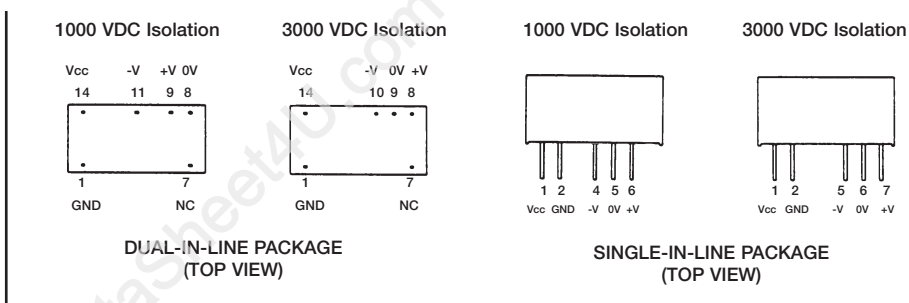 1000 VDC Isolation 3000 VDC Isolation 1000 VDC Isolation 3000 VDC Isolation
Vcc -V +V 0V Vcc -V 0V +V
14 11 9 8 14 10 9 8
1 7 1 7
GND NC GND NC
1 2 4 5 6 1 2 5 6 7
Vcc GND -V 0V +V Vcc GND -V 0V +V
DUAL-IN-LINE PACKAGE
(TOP VIEW)
SINGLE-IN-LINE PACKAGE
(TOP VIEW)
taSheet4U.com